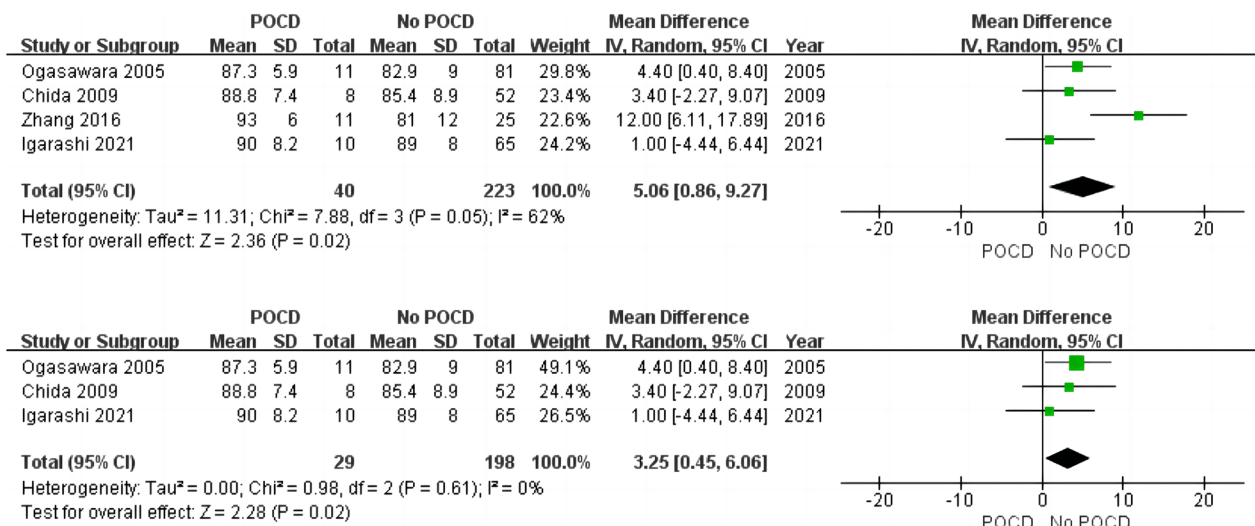 POCD No POCD Mean Difference Mean Difference
Study or Subgroup Mean SD Total Mean SD Total Weight IV, Random, 95% CI Year IV, Random, 95% CI
Ogasawara 2005 87.3 5.9 11 82.9 9 81 29.8% 4.40 [0.40, 8.40] 2005
Chida 2009 88.8 7.4 8 85.4 8.9 52 23.4% 3.40 [-2.27, 9.07] 2009
Zhang 2016 93 6 11 81 12 25 22.6% 12.00 [6.11, 17.89] 2016
Igarashi 2021 90 8.2 10 89 8 65 24.2% 1.00 [-4.44, 6.44] 2021
Total (95% CI) 40 223 100.0% 5.06 [0.86, 9.27]
Heterogeneity: Tau² = 11.31; Chi² = 7.88, df = 3 (P = 0.05); I² = 62%
Test for overall effect: Z = 2.36 (P = 0.02)
-20 -10 0 10 20
POCD No POCD
POCD No POCD Mean Difference Mean Difference
Study or Subgroup Mean SD Total Mean SD Total Weight IV, Random, 95% CI Year IV, Random, 95% CI
Ogasawara 2005 87.3 5.9 11 82.9 9 81 49.1% 4.40 [0.40, 8.40] 2005
Chida 2009 88.8 7.4 8 85.4 8.9 52 24.4% 3.40 [-2.27, 9.07] 2009
Igarashi 2021 90 8.2 10 89 8 65 26.5% 1.00 [-4.44, 6.44] 2021
Total (95% CI) 29 198 100.0% 3.25 [0.45, 6.06]
Heterogeneity: Tau² = 0.00; Chi² = 0.98, df = 2 (P = 0.61); I² = 0%
Test for overall effect: Z = 2.28 (P = 0.02)
-20 -10 0 10 20
POCD No POCD